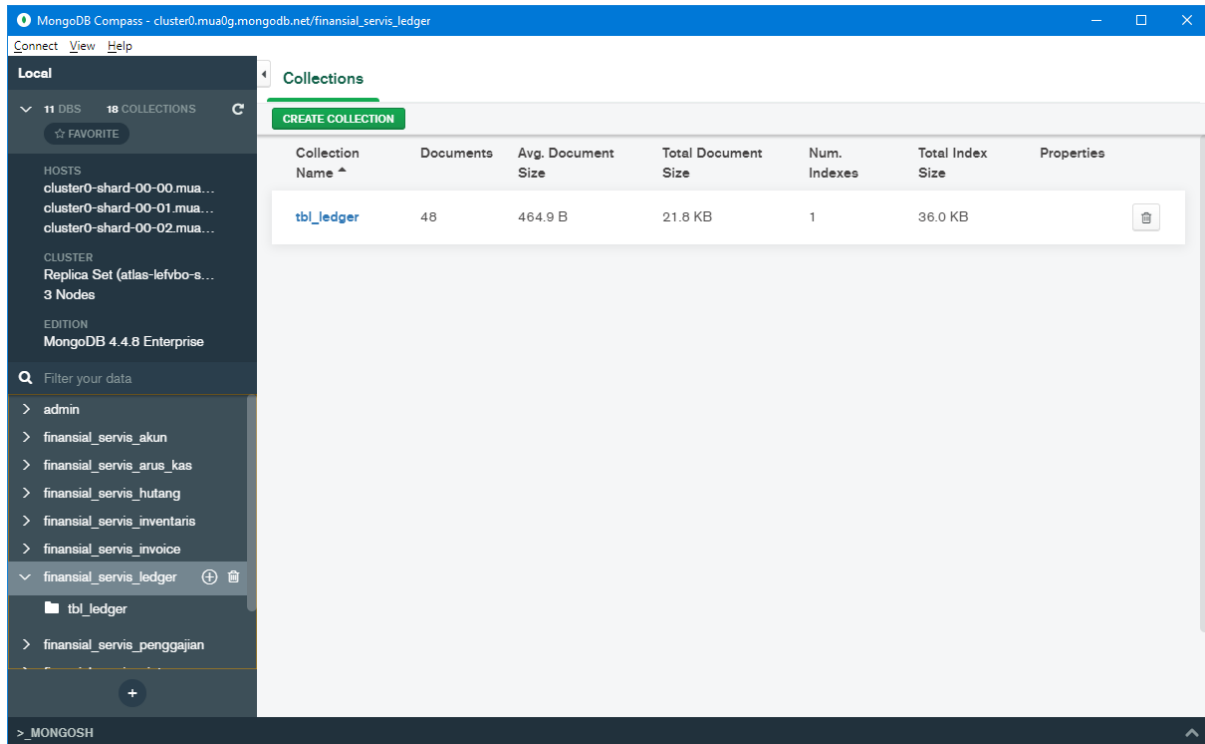 MongoDB Compass - cluster0.mua0g.mongodb.net/finansial_servis_ledger
Connect View Help
Local
11 DBS 18 COLLECTIONS
FAVORITE
HOSTS
cluster0-shard-00-00.mua...
cluster0-shard-00-01.mua...
cluster0-shard-00-02.mua...
CLUSTER
Replica Set (atlas-lefvbo-s...
3 Nodes
EDITION
MongoDB 4.4.8 Enterprise
Filter your data
admin
finansial_servis_akun
finansial_servis_arus_kas
finansial_servis_hutang
finansial_servis_inventaris
finansial_servis_invoice
finansial_servis_ledger
tbl_ledger
finansial_servis_penggajian
>_MONGOSH
Collections
CREATE COLLECTION
Collection Name Documents Avg. Document Size Total Document Size Num. Indexes Total Index Size Properties
tbl_ledger 48 464.9 B 21.8 KB 1 36.0 KB